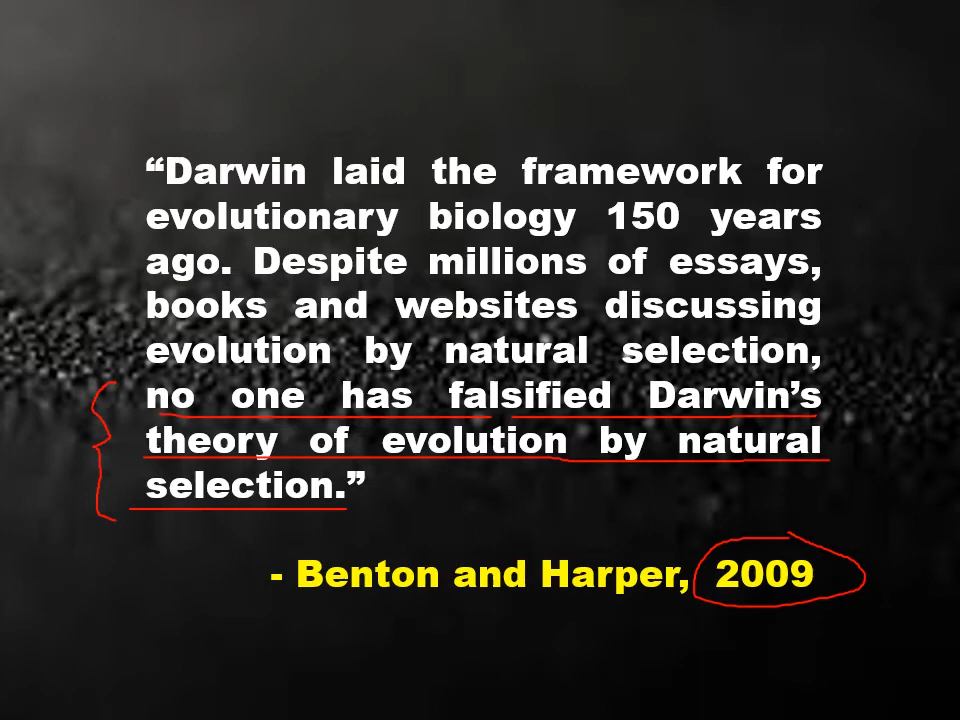 “Darwin laid the framework for
evolutionary biology 150 years
ago. Despite millions of essays,
books and websites discussing
evolution by natural selection,
no one has falsified Darwin’s
theory of evolution by natural
selection.”
- Benton and Harper, 2009